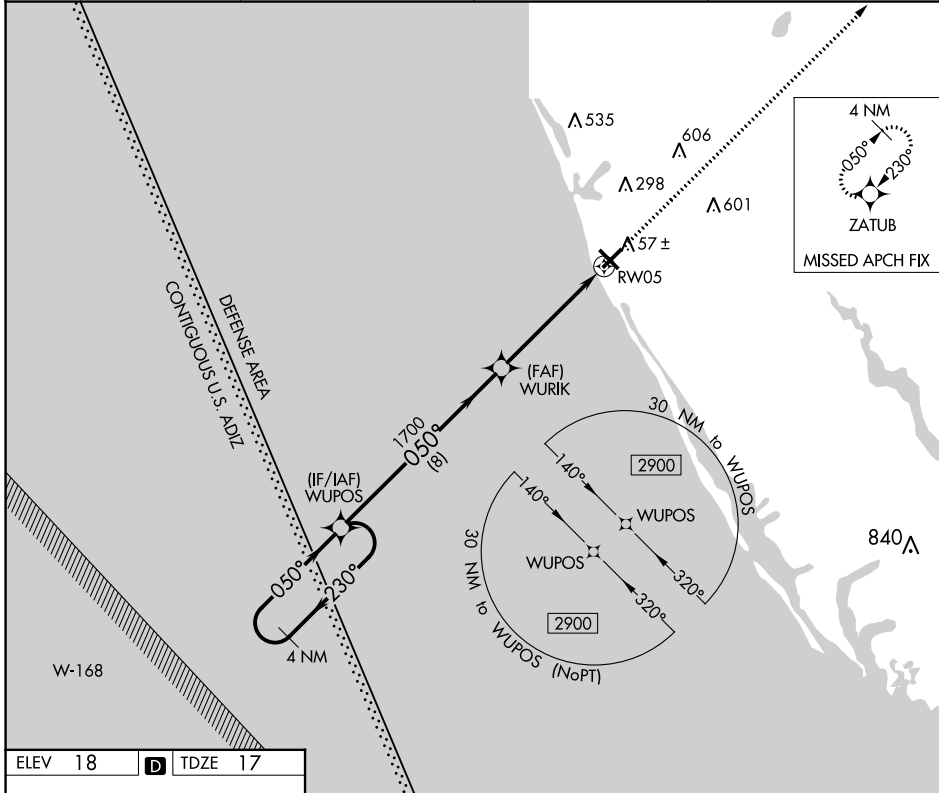 535
606
298
601
57 ±
RW05
4 NM
050°
230°
ZATUB
MISSED APCH FIX
DEFENSE AREA
CONTIGUOUS U.S. ADIZ
(FAF)
WURIK
1700
050°
(8)
(IF/IAF)
WUPOS
050°
230°
4 NM
30 NM to WUPOS
2900
140°
WUPOS
320°
140°
WUPOS
320°
2900
30 NM to WUPOS (NoPT)
840
W-168
ELEV 18 D TDZE 17